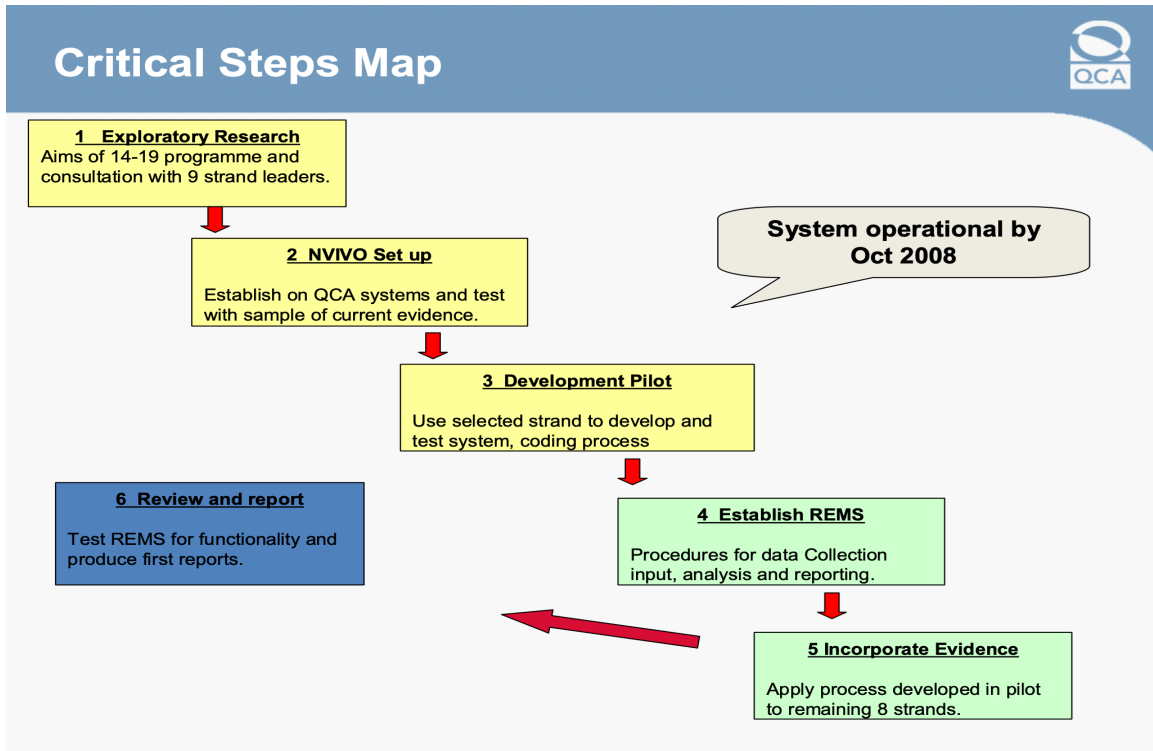 Critical Steps Map
QCA
1 Exploratory Research
Aims of 14-19 programme and
consultation with 9 strand leaders.
System operational by
Oct 2008
2 NVIVO Set up
Establish on QCA systems and test
with sample of current evidence.
3 Development Pilot
Use selected strand to develop and
test system, coding process
4 Establish REMS
Procedures for data Collection
input, analysis and reporting.
5 Incorporate Evidence
Apply process developed in pilot
to remaining 8 strands.
6 Review and report
Test REMS for functionality and
produce first reports.